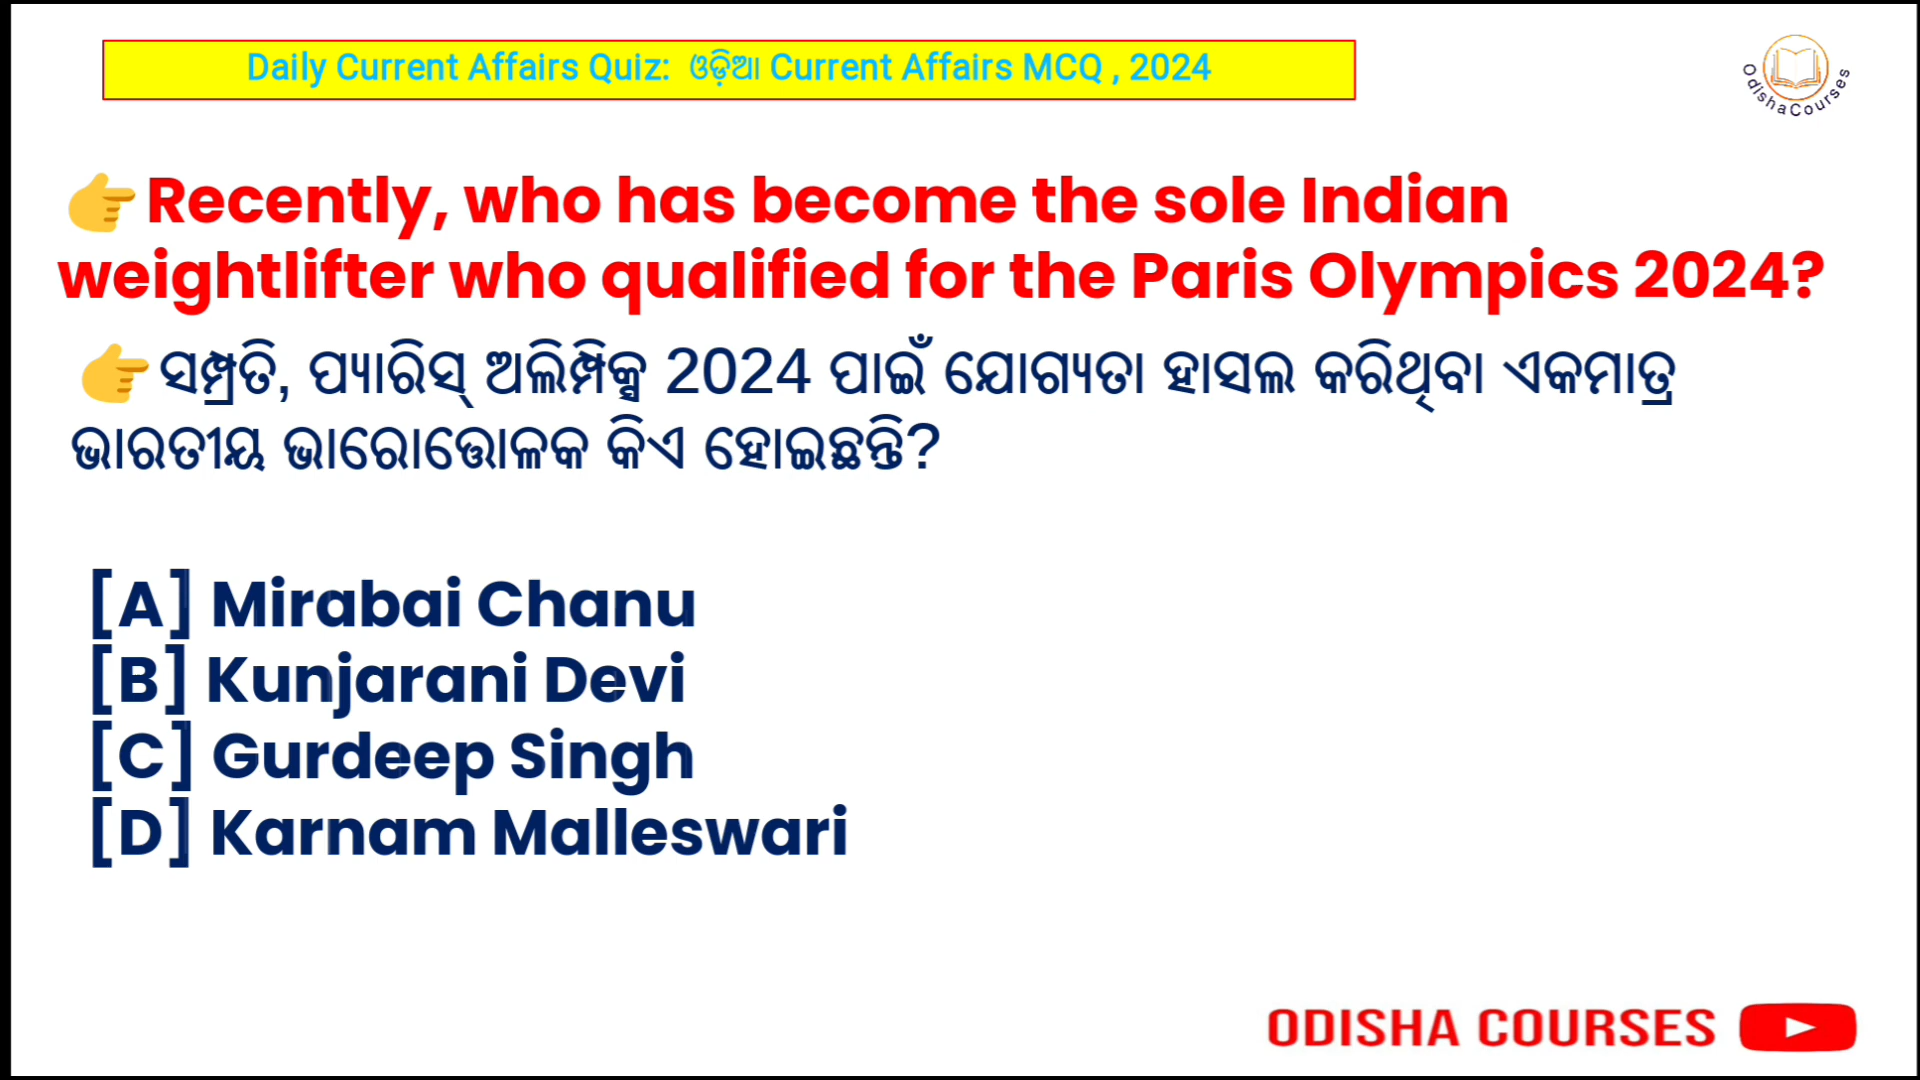 Daily Current Affairs Quiz: ଓଡ଼ିଆ Current Affairs MCQ , 2024
OdishaCourses
👉Recently, who has become the sole Indian
weightlifter who qualified for the Paris Olympics 2024?
👉ସମ୍ପ୍ରତି, ପ୍ୟାରିସ୍ ଅଲିମ୍ପିକ୍ସ 2024 ପାଇଁ ଯୋଗ୍ୟତା ହାସଲ କରିଥିବା ଏକମାତ୍ର
ଭାରତୀୟ ଭାରୋତ୍ତୋଳକ କିଏ ହୋଇଛନ୍ତି?
[A] Mirabai Chanu
[B] Kunjarani Devi
[C] Gurdeep Singh
[D] Karnam Malleswari
ODISHA COURSES